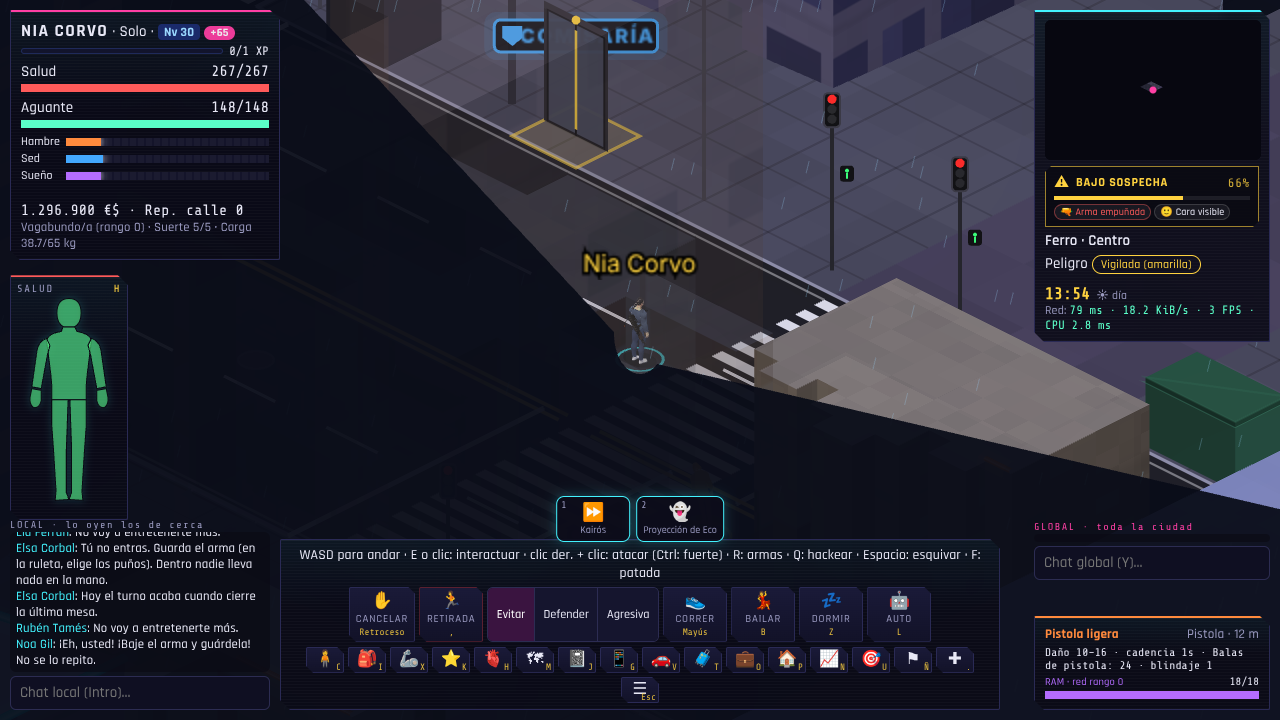 NIA CORVO · Solo · Nv 30 +65
0/1 XP
Salud 267/267
Aguante 148/148
Hambre
Sed
Sueño
1.296.900 €$ · Rep. calle 0
Vagabundo/a (rango 0) · Suerte 5/5 · Carga
38.7/65 kg
SALUD H
LOCAL · lo oyen los de cerca
Elsa Corbal: Tú no entras. Guarda el arma (en
la ruleta, elige los puños). Dentro nadie lleva
nada en la mano.
Elsa Corbal: Hoy el turno acaba cuando cierre
la última mesa.
Rubén Tamés: No voy a entretenerte más.
Noa Gil: ¡Eh, usted! ¡Baje el arma y guárdela!
No se lo repito.
Chat local (Intro)...
Nia Corvo
1 ⏩ Kairós
2 👻 Proyección de Eco
WASD para andar · E o clic: interactuar · clic der. + clic: atacar (Ctrl: fuerte) · R: armas · Q: hackear · Espacio: esquivar · F:
patada
CANCELAR Retroceso
RETIRADA ,
Evitar Defender Agresiva
CORRER Mayús
BAILAR B
DORMIR Z
AUTO L
C I X K H M J G V T O P N U Ñ .
Esc
BAJO SOSPECHA 66%
Arma empuñada Cara visible
Ferro · Centro
Peligro Vigilada (amarilla)
13:54 ☀ día
Red: 79 ms · 18.2 KiB/s · 3 FPS ·
CPU 2.8 ms
GLOBAL · toda la ciudad
Chat global (Y)...
Pistola ligera Pistola · 12 m
Daño 10-16 · cadencia 1s · Balas
de pistola: 24 · blindaje 1
RAM · red rango 0 18/18